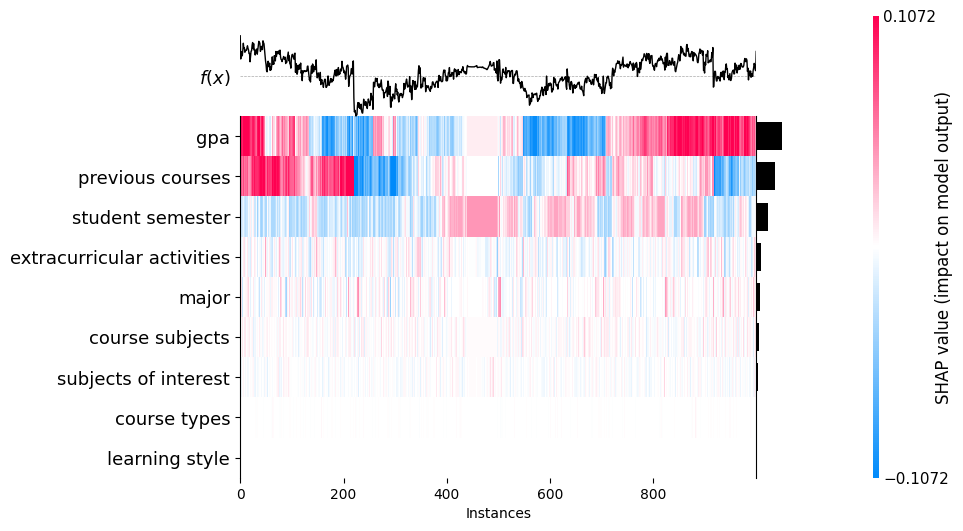 0.1072
f(x)
gpa
previous courses
student semester
extracurricular activities
major
course subjects
subjects of interest
course types
learning style
0 200 400 600 800
Instances
−0.1072
SHAP value (impact on model output)